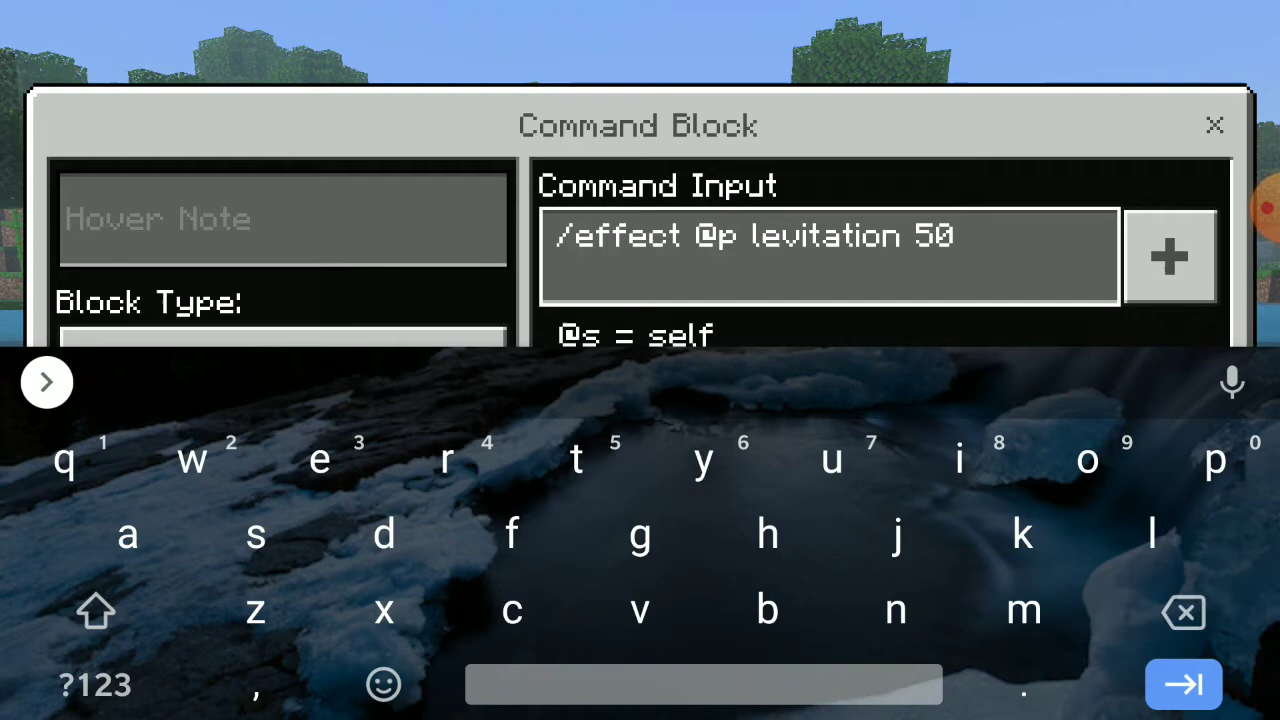 Command Block
Hover Note
Command Input
/effect @p levitation 50
Block Type:
@s = self
q 1 w 2 e 3 r 4 t 5 y 6 u 7 i 8 o 9 p 0
a s d f g h j k l
z x c v b n m
?123 , .